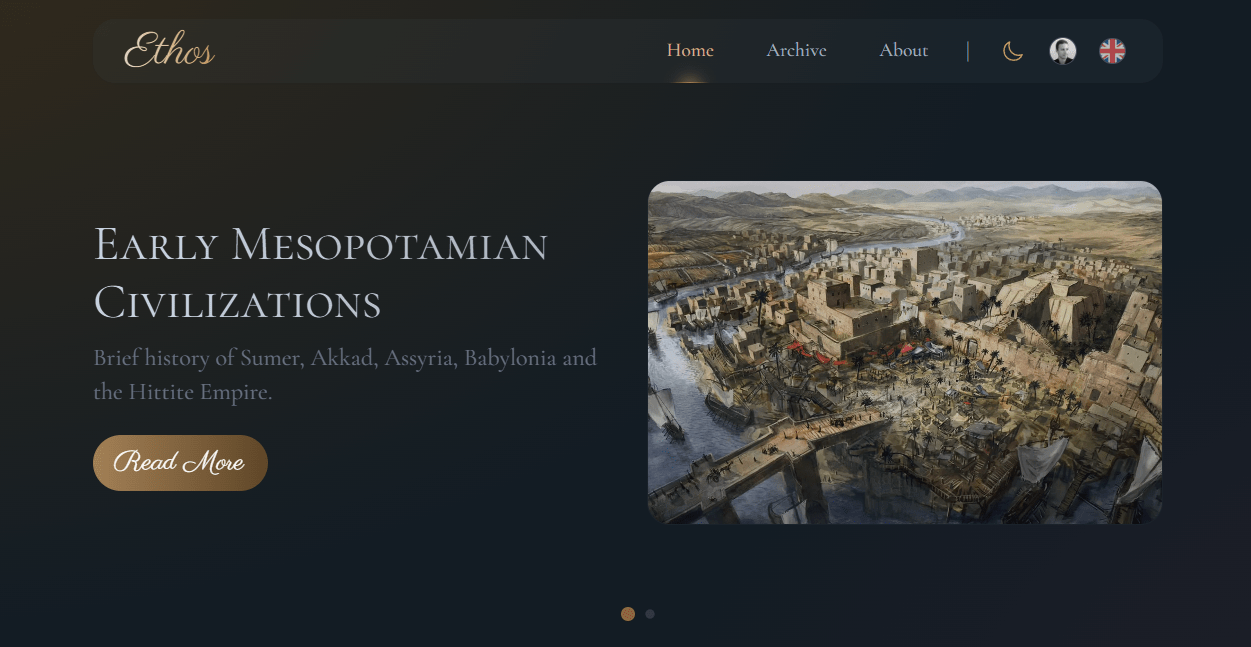 Ethos
Home Archive About
Early Mesopotamian
Civilizations
Brief history of Sumer, Akkad, Assyria, Babylonia and
the Hittite Empire.
Read More